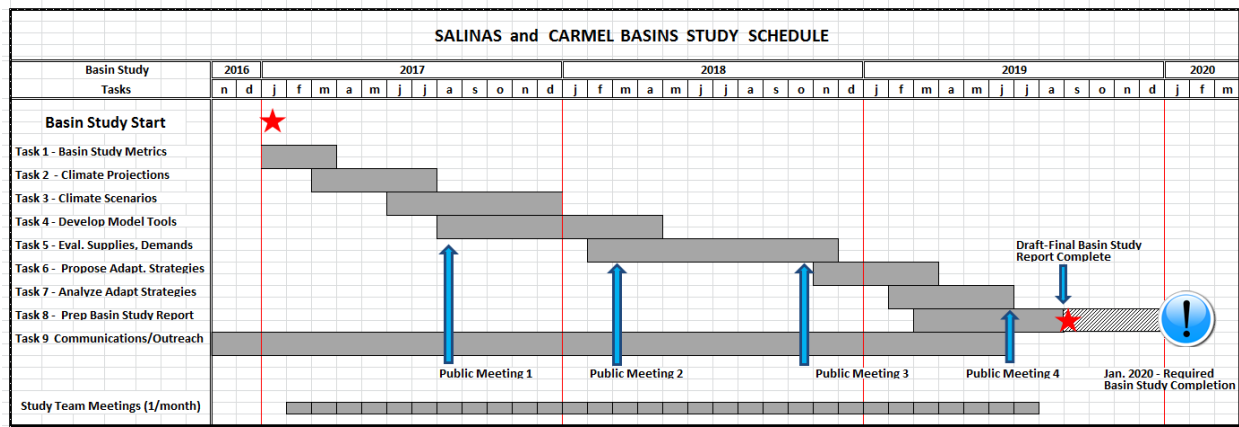 SALINAS and CARMEL BASINS STUDY SCHEDULE
Basin Study 2016 2017 2018 2019 2020
Tasks n d j f m a m j j a s o n d j f m a m j j a s o n d j f m a m j j a s o n d j f m
Basin Study Start
Task 1 - Basin Study Metrics
Task 2 - Climate Projections
Task 3 - Climate Scenarios
Task 4 - Develop Model Tools
Task 5 - Eval. Supplies, Demands
Draft-Final Basin Study
Report Complete
Task 6 - Propose Adapt. Strategies
Task 7 - Analyze Adapt Strategies
Task 8 - Prep Basin Study Report
!
Task 9 Communications/Outreach
Public Meeting 1 Public Meeting 2 Public Meeting 3 Public Meeting 4 Jan. 2020 - Required
Basin Study Completion
Study Team Meetings (1/month)